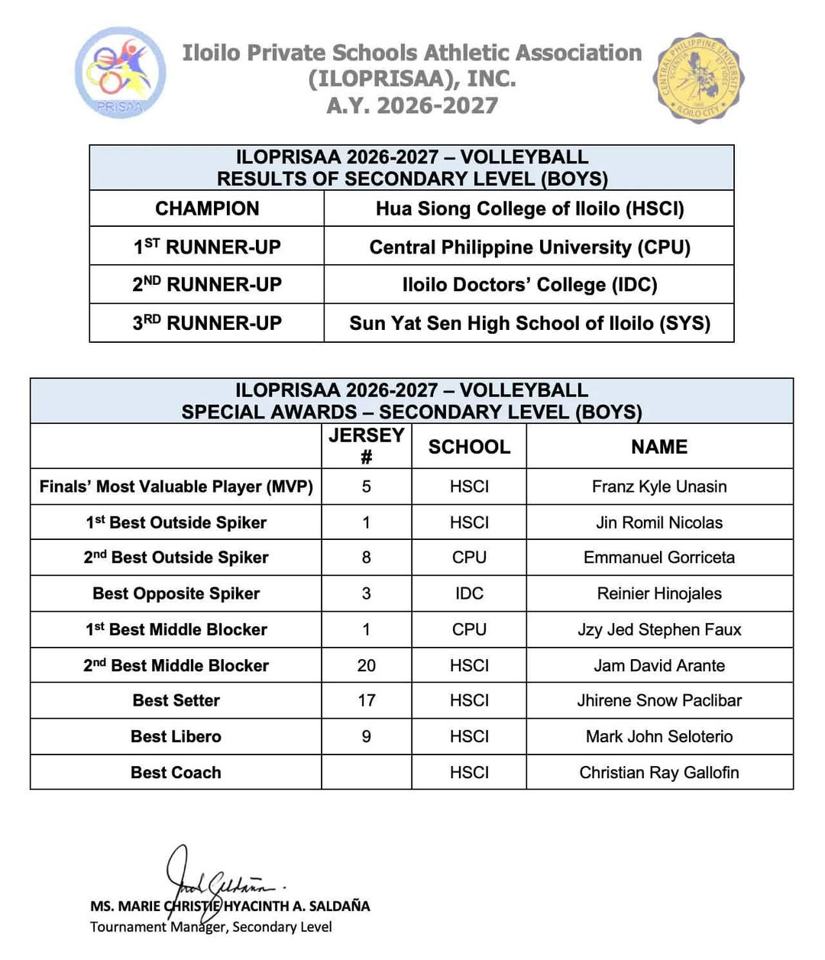 PRISAA
Iloilo Private Schools Athletic Association
(ILOPRISAA), INC.
A.Y. 2026-2027
CENTRAL PHILIPPINE UNIVERSITY
ILOILO CITY
ILOPRISAA 2026-2027 – VOLLEYBALL
RESULTS OF SECONDARY LEVEL (BOYS)
CHAMPION Hua Siong College of Iloilo (HSCI)
1ST RUNNER-UP Central Philippine University (CPU)
2ND RUNNER-UP Iloilo Doctors’ College (IDC)
3RD RUNNER-UP Sun Yat Sen High School of Iloilo (SYS)
ILOPRISAA 2026-2027 – VOLLEYBALL
SPECIAL AWARDS – SECONDARY LEVEL (BOYS)
JERSEY
# SCHOOL NAME
Finals’ Most Valuable Player (MVP) 5 HSCI Franz Kyle Unasin
1st Best Outside Spiker 1 HSCI Jin Romil Nicolas
2nd Best Outside Spiker 8 CPU Emmanuel Gorriceta
Best Opposite Spiker 3 IDC Reinier Hinojales
1st Best Middle Blocker 1 CPU Jzy Jed Stephen Faux
2nd Best Middle Blocker 20 HSCI Jam David Arante
Best Setter 17 HSCI Jhirene Snow Paclibar
Best Libero 9 HSCI Mark John Seloterio
Best Coach HSCI Christian Ray Gallofin
MS. MARIE CHRISTIE HYACINTH A. SALDAÑA
Tournament Manager, Secondary Level